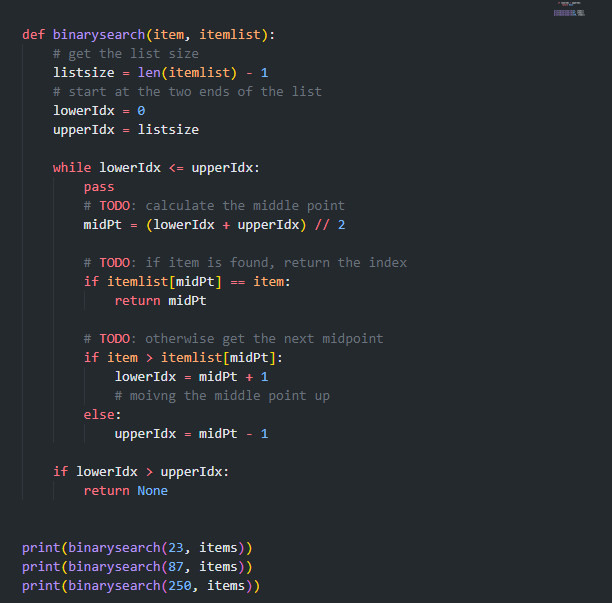 def binarysearch(item, itemlist):
    # get the list size
    listsize = len(itemlist) - 1
    # start at the two ends of the list
    lowerIdx = 0
    upperIdx = listsize

    while lowerIdx <= upperIdx:
        pass
        # TODO: calculate the middle point
        midPt = (lowerIdx + upperIdx) // 2

        # TODO: if item is found, return the index
        if itemlist[midPt] == item:
            return midPt

        # TODO: otherwise get the next midpoint
        if item > itemlist[midPt]:
            lowerIdx = midPt + 1
            # moivng the middle point up
        else:
            upperIdx = midPt - 1

    if lowerIdx > upperIdx:
        return None


print(binarysearch(23, items))
print(binarysearch(87, items))
print(binarysearch(250, items))